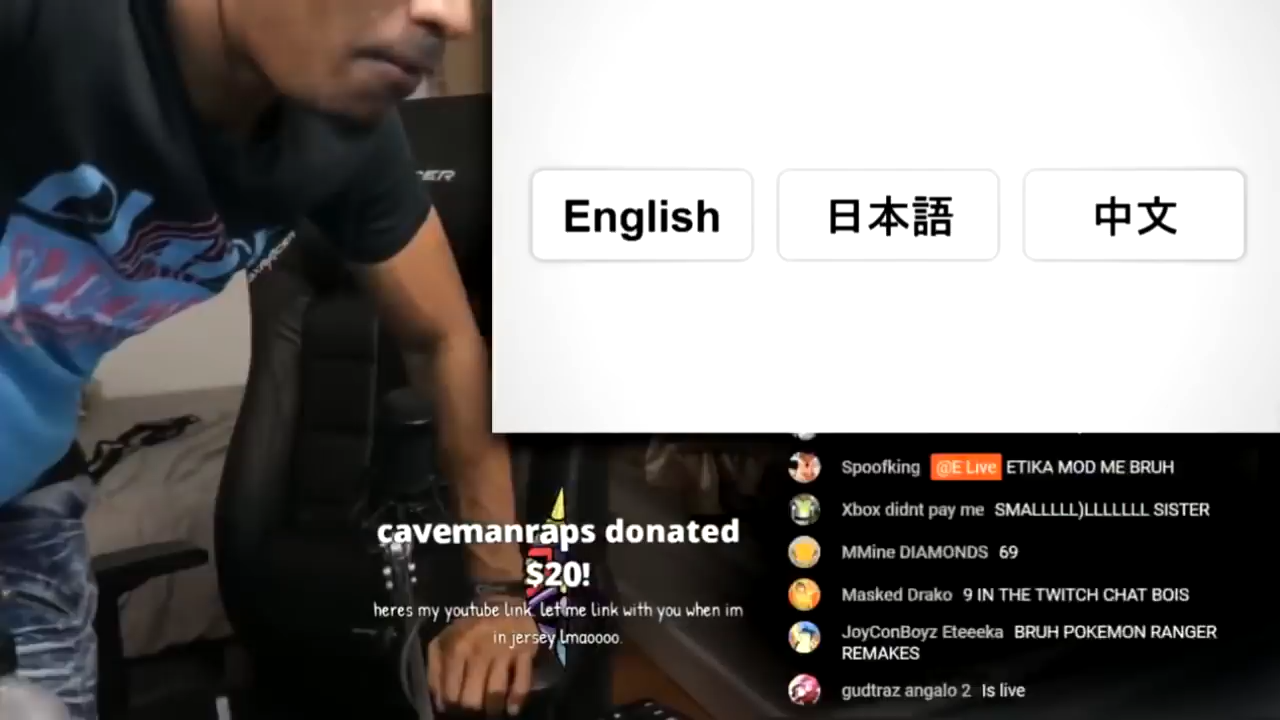 English
日本語
中文
Spoofking @E Live ETIKA MOD ME BRUH
Xbox didnt pay me SMALLLLL)LLLLLLL SISTER
MMine DIAMONDS 69
Masked Drako 9 IN THE TWITCH CHAT BOIS
JoyConBoyz Eteeeka BRUH POKEMON RANGER
REMAKES
gudtraz angalo 2 Is live
cavemanraps donated
$20!
heres my youtube link. let me link with you when im
in jersey lmaoooo.